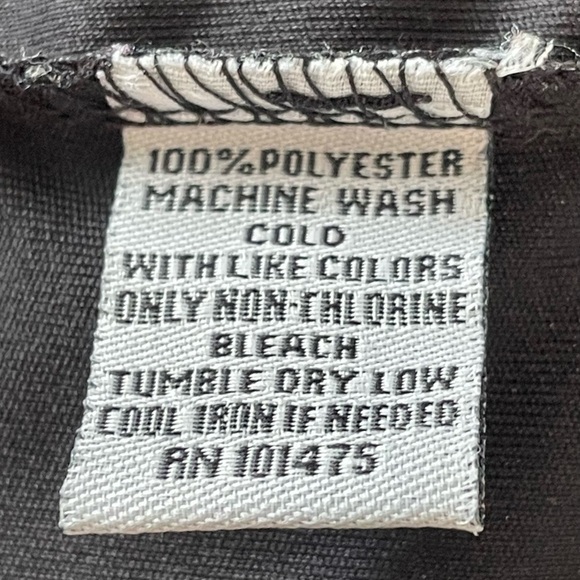 100% POLYESTER
MACHINE WASH
COLD
WITH LIKE COLORS
ONLY NON-CHLORINE
BLEACH
TUMBLE DRY LOW
COOL IRON IF NEEDED
RN 101475